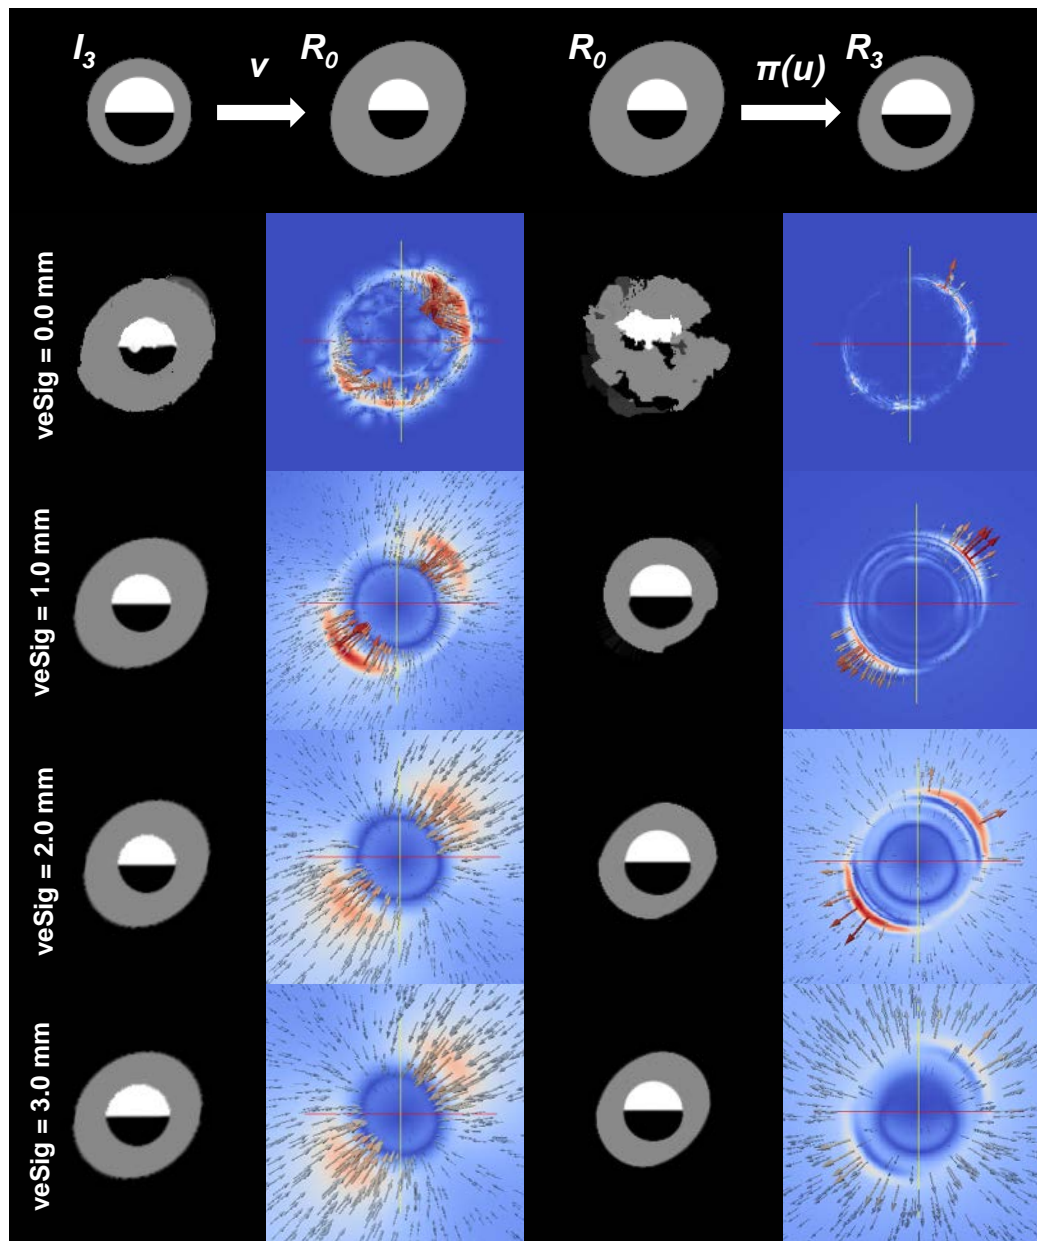 I3 v R0 R0 π(u) R3
veSig = 0.0 mm
veSig = 1.0 mm
veSig = 2.0 mm
veSig = 3.0 mm